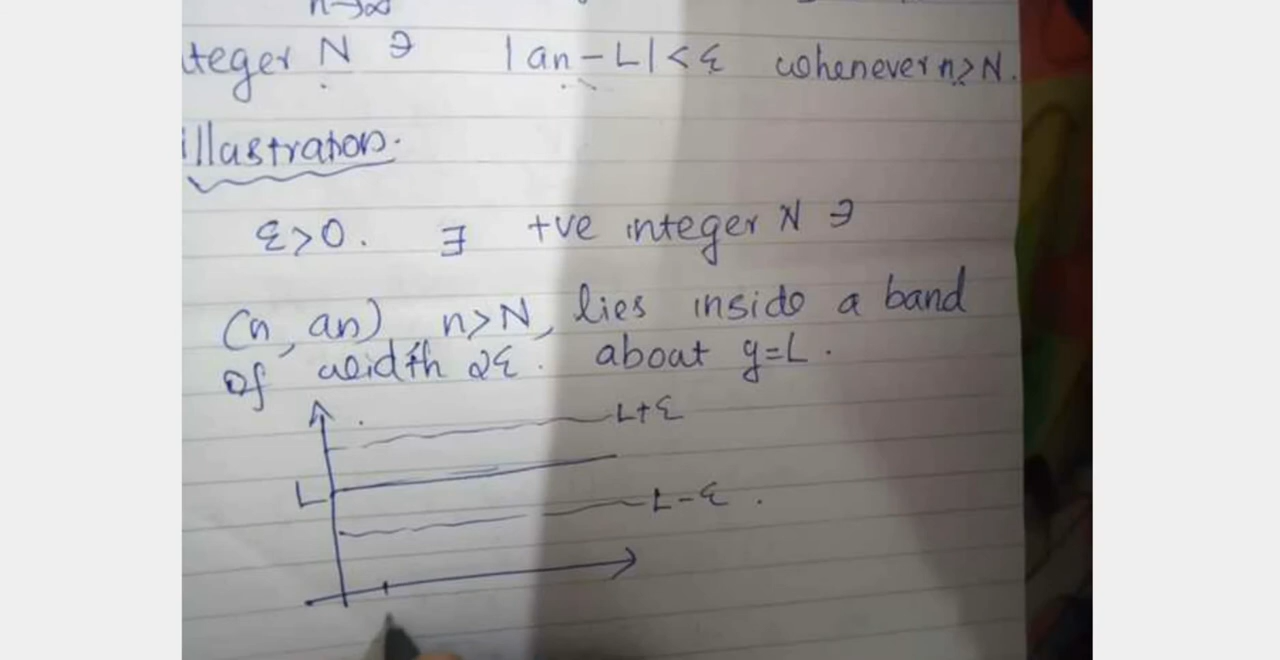 n→∞
teger N ∋ |an-L|<ε whenever n>N.
illustration.
ε>0. ∃ +ve integer N ∋
(n, an) n>N, lies inside a band
of width 2ε. about y=L.
L+ε
L
L-ε.